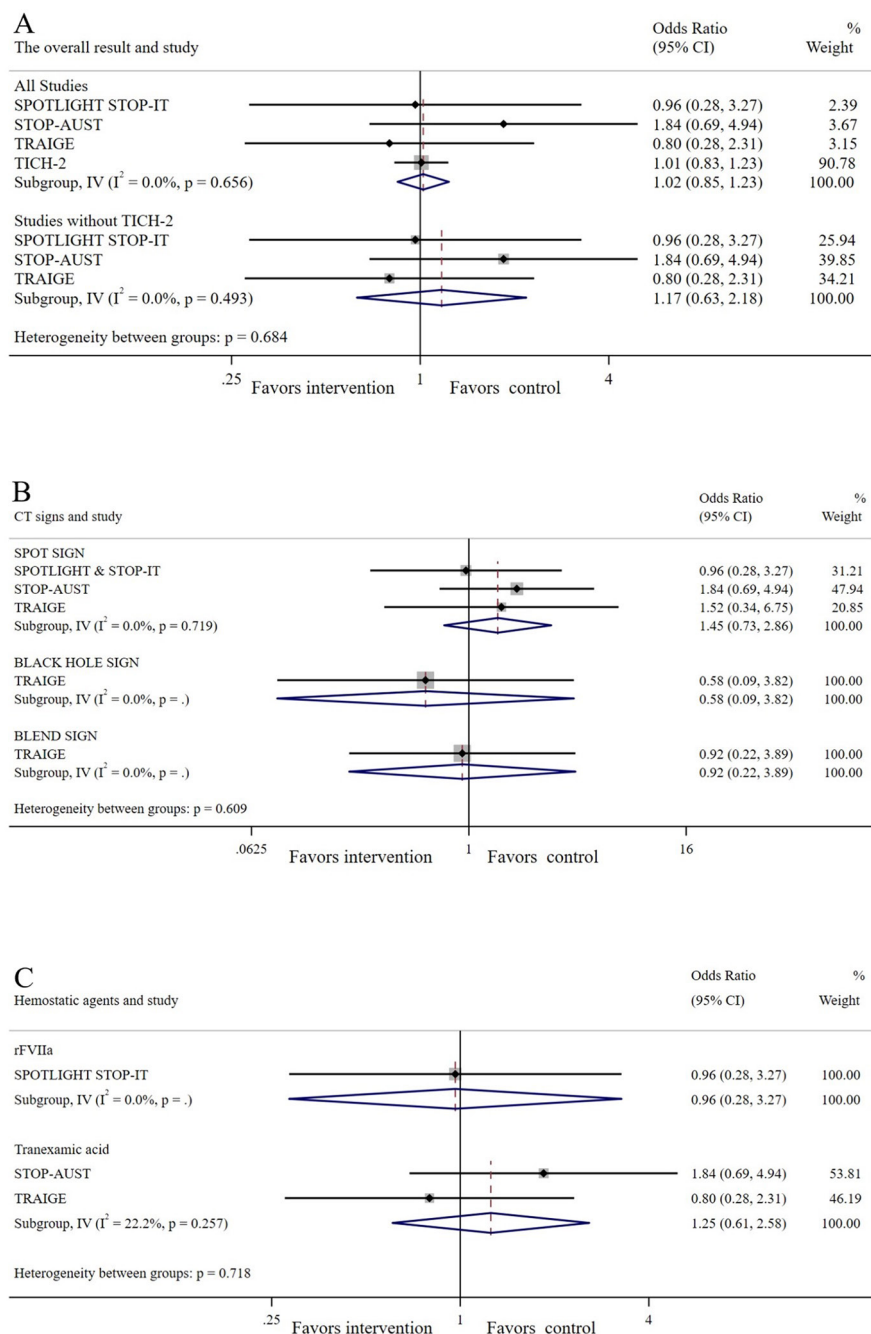 A
The overall result and study
Odds Ratio (95% CI)
% Weight
All Studies
SPOTLIGHT STOP-IT 0.96 (0.28, 3.27) 2.39
STOP-AUST 1.84 (0.69, 4.94) 3.67
TRAIGE 0.80 (0.28, 2.31) 3.15
TICH-2 1.01 (0.83, 1.23) 90.78
Subgroup, IV (I² = 0.0%, p = 0.656) 1.02 (0.85, 1.23) 100.00
Studies without TICH-2
SPOTLIGHT STOP-IT 0.96 (0.28, 3.27) 25.94
STOP-AUST 1.84 (0.69, 4.94) 39.85
TRAIGE 0.80 (0.28, 2.31) 34.21
Subgroup, IV (I² = 0.0%, p = 0.493) 1.17 (0.63, 2.18) 100.00
Heterogeneity between groups: p = 0.684
.25 1 4
Favors intervention Favors control
B
CT signs and study
Odds Ratio (95% CI)
% Weight
SPOT SIGN
SPOTLIGHT & STOP-IT 0.96 (0.28, 3.27) 31.21
STOP-AUST 1.84 (0.69, 4.94) 47.94
TRAIGE 1.52 (0.34, 6.75) 20.85
Subgroup, IV (I² = 0.0%, p = 0.719) 1.45 (0.73, 2.86) 100.00
BLACK HOLE SIGN
TRAIGE 0.58 (0.09, 3.82) 100.00
Subgroup, IV (I² = 0.0%, p = .) 0.58 (0.09, 3.82) 100.00
BLEND SIGN
TRAIGE 0.92 (0.22, 3.89) 100.00
Subgroup, IV (I² = 0.0%, p = .) 0.92 (0.22, 3.89) 100.00
Heterogeneity between groups: p = 0.609
.0625 1 16
Favors intervention Favors control
C
Hemostatic agents and study
Odds Ratio (95% CI)
% Weight
rFVIIa
SPOTLIGHT STOP-IT 0.96 (0.28, 3.27) 100.00
Subgroup, IV (I² = 0.0%, p = .) 0.96 (0.28, 3.27) 100.00
Tranexamic acid
STOP-AUST 1.84 (0.69, 4.94) 53.81
TRAIGE 0.80 (0.28, 2.31) 46.19
Subgroup, IV (I² = 22.2%, p = 0.257) 1.25 (0.61, 2.58) 100.00
Heterogeneity between groups: p = 0.718
.25 1 4
Favors intervention Favors control